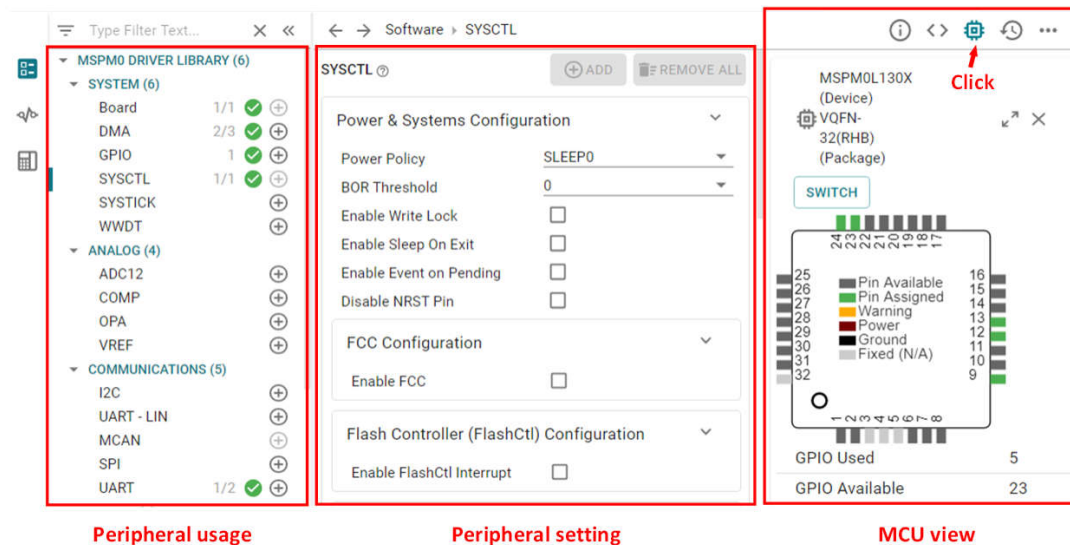 Type Filter Text...
MSPM0 DRIVER LIBRARY (6)
SYSTEM (6)
Board 1/1
DMA 2/3
GPIO 1
SYSCTL 1/1
SYSTICK
WWDT
ANALOG (4)
ADC12
COMP
OPA
VREF
COMMUNICATIONS (5)
I2C
UART - LIN
MCAN
SPI
UART 1/2
Peripheral usage
Software SYSCTL
SYSCTL
ADD
REMOVE ALL
Power & Systems Configuration
Power Policy SLEEP0
BOR Threshold 0
Enable Write Lock
Enable Sleep On Exit
Enable Event on Pending
Disable NRST Pin
FCC Configuration
Enable FCC
Flash Controller (FlashCtl) Configuration
Enable FlashCtl Interrupt
Peripheral setting
Click
MSPM0L130X
(Device)
VQFN-
32(RHB)
(Package)
SWITCH
24 23 22 21 20 19 18 17
25
26
27
28
29
30
31
32
Pin Available
Pin Assigned
Warning
Power
Ground
Fixed (N/A)
16
15
14
13
12
11
10
9
1 2 3 4 5 6 7 8
GPIO Used 5
GPIO Available 23
MCU view